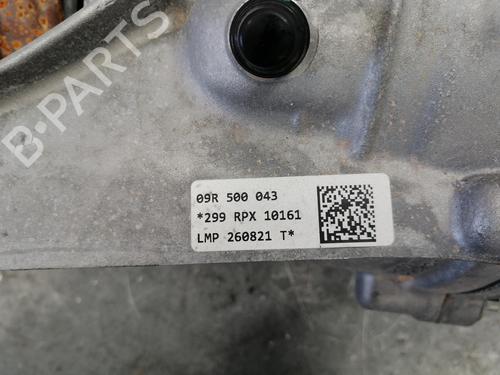 B-PARTS
09R 500 043
*299 RPX 10161
LMP 260821 T*